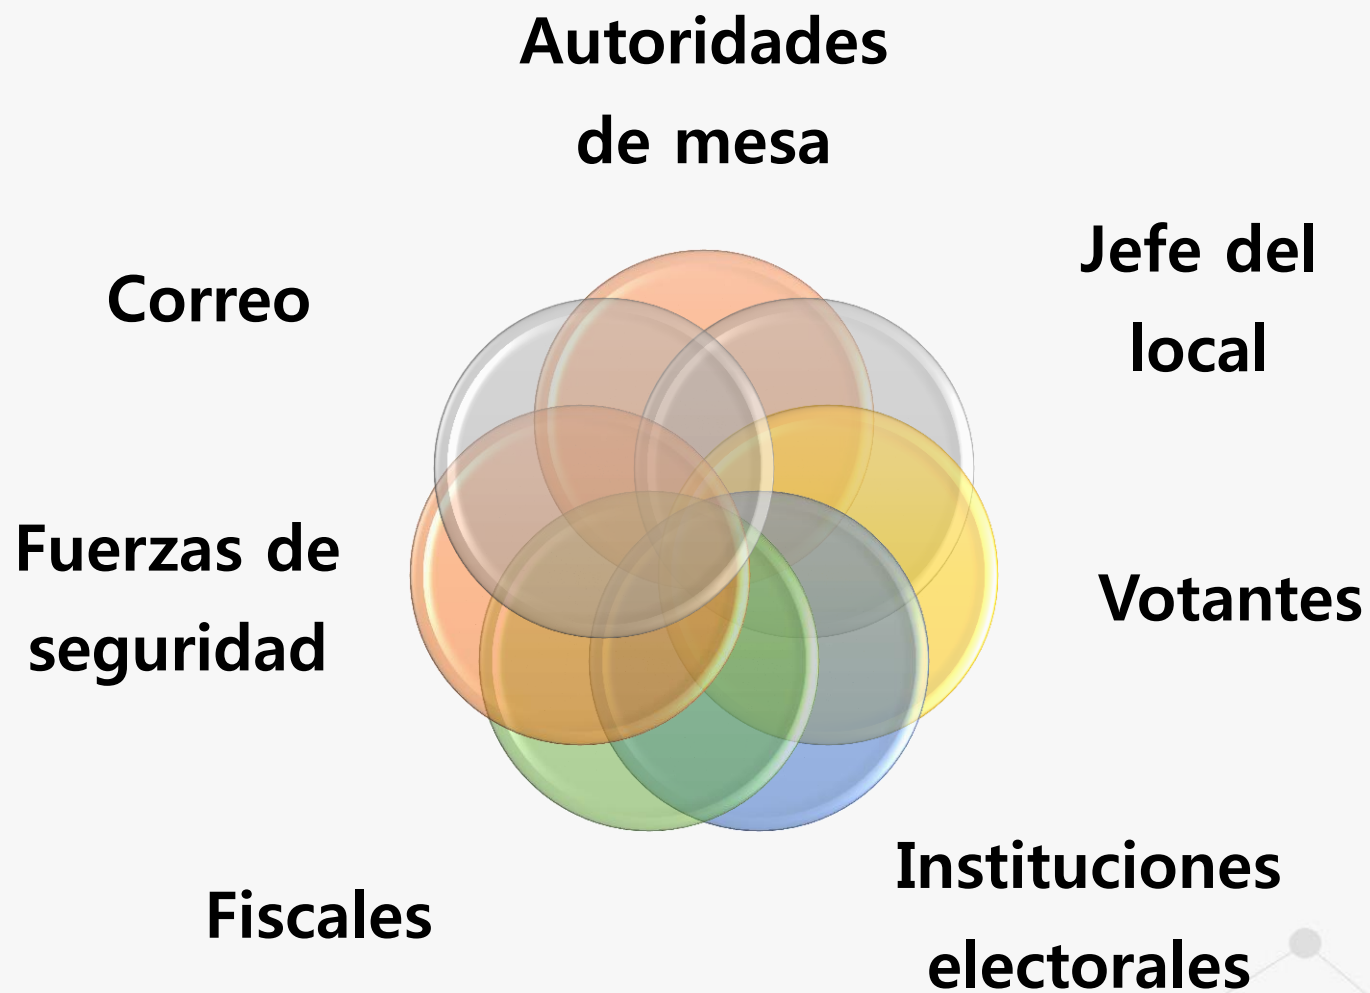 Autoridades
de mesa
Jefe del
local
Correo
Fuerzas de
seguridad
Votantes
Instituciones
electorales
Fiscales